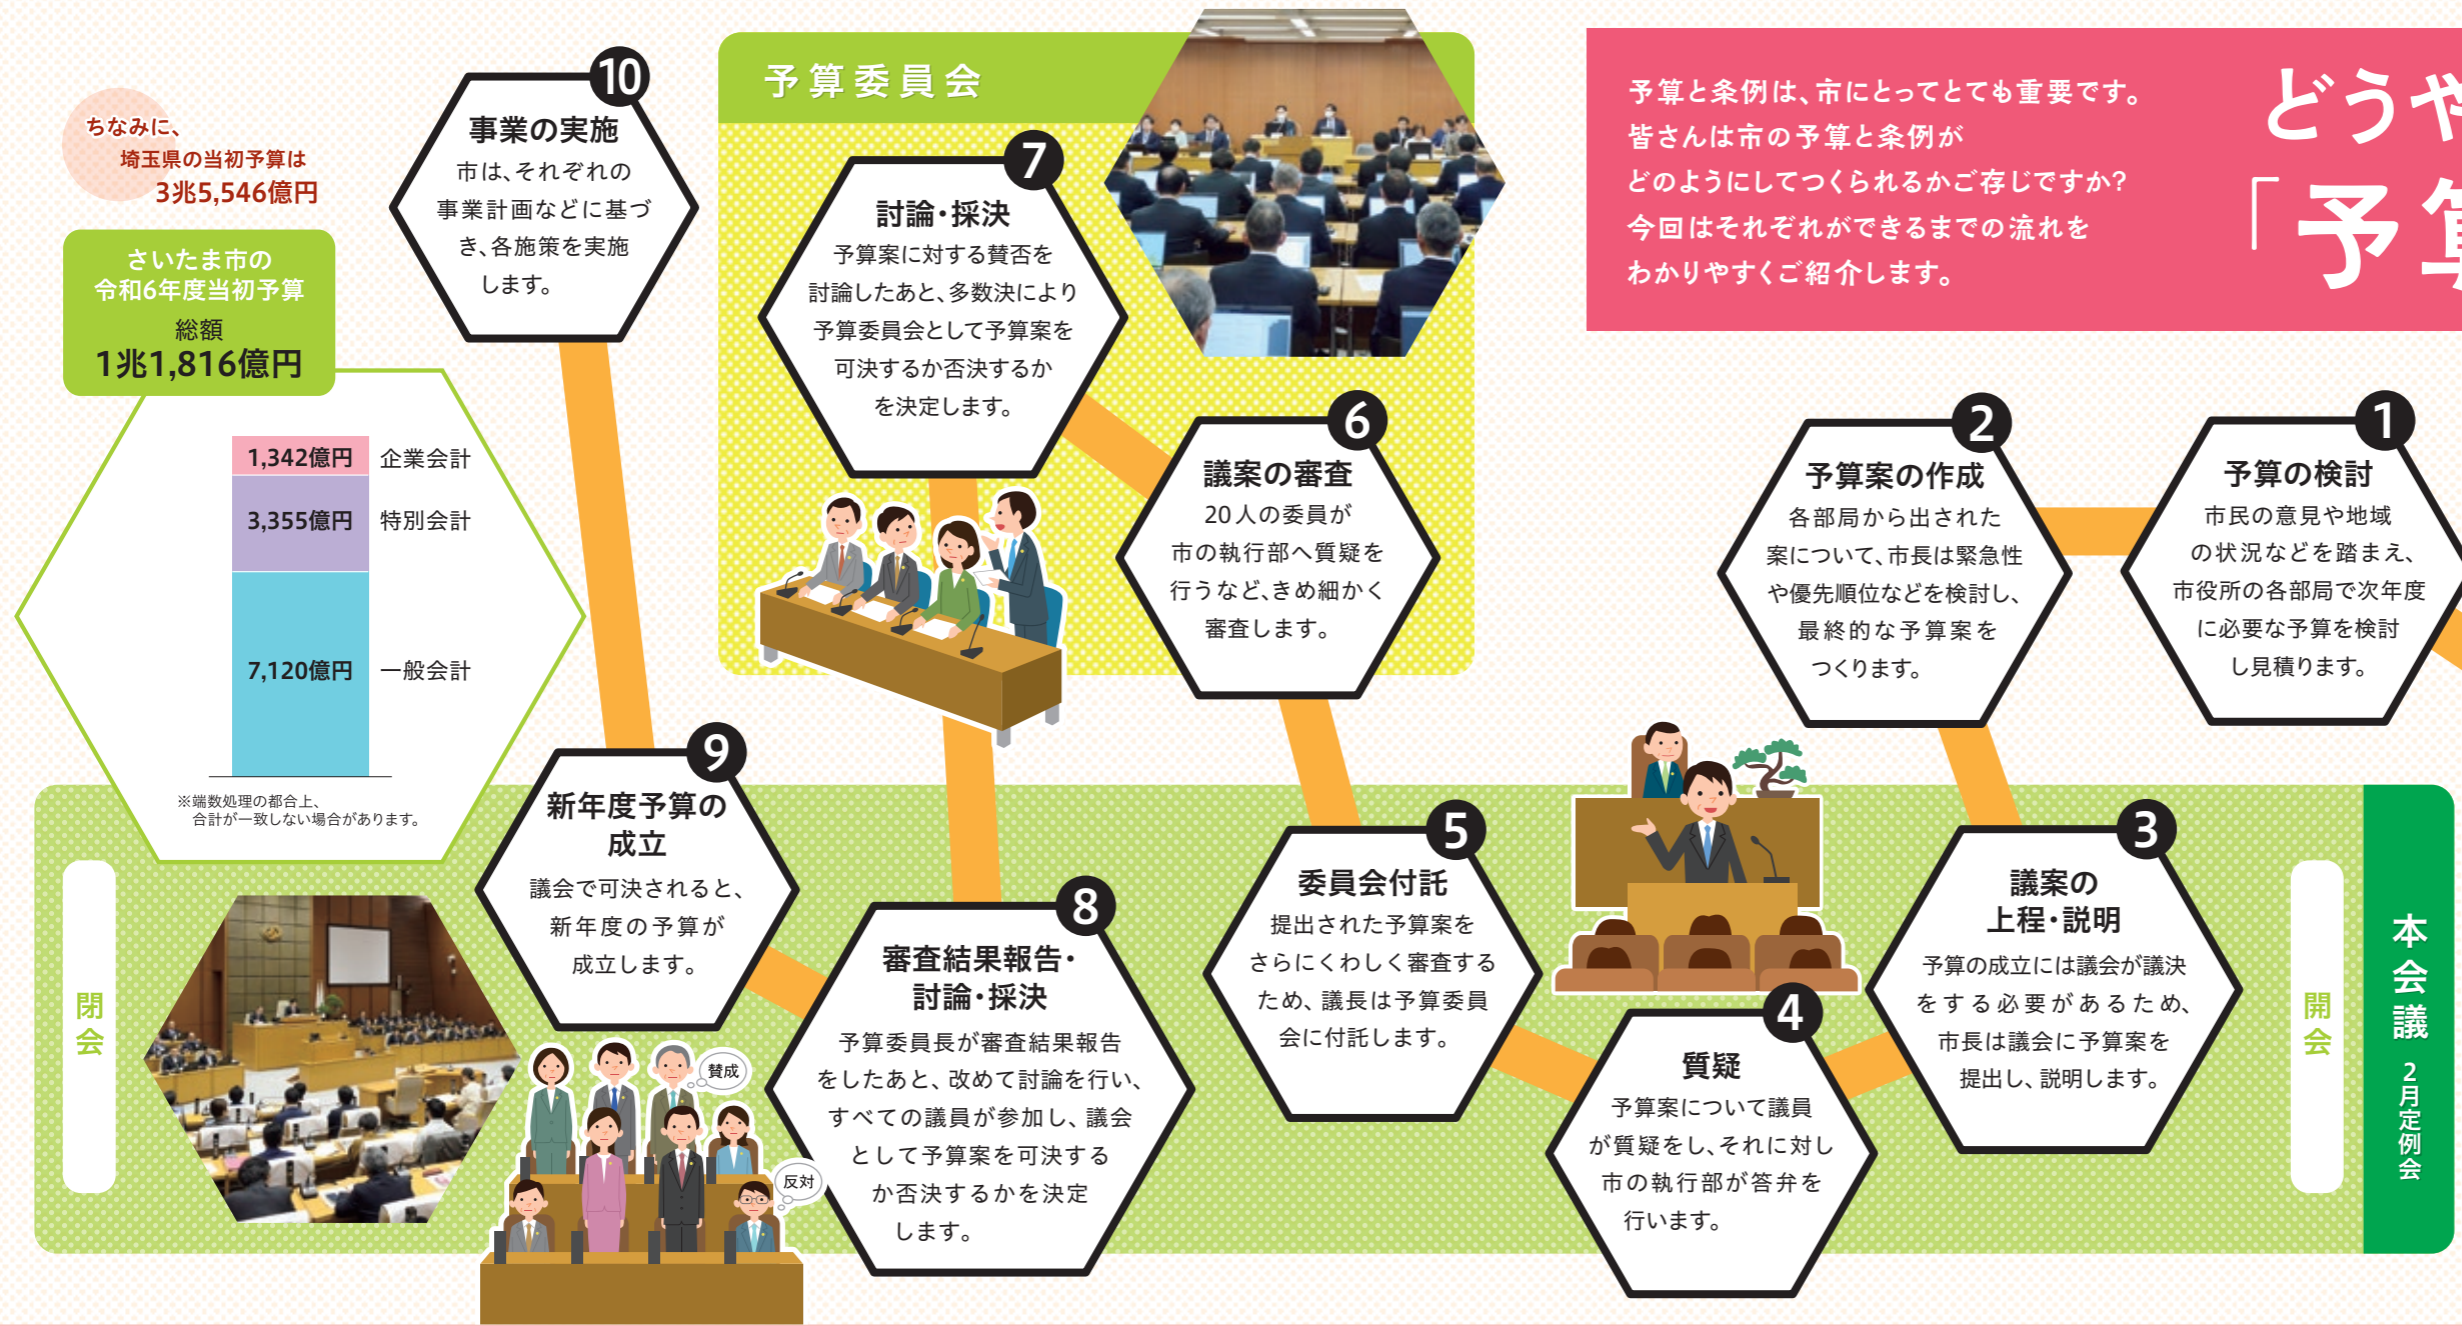 予算と条例は、市にとってとても重要です。
皆さんは市の予算と条例が
どのようにしてつくられるかご存じですか?
今回はそれぞれができるまでの流れを
わかりやすくご紹介します。
どうや
「予算
1
予算の検討
市民の意見や地域
の状況などを踏まえ、
市役所の各部局で次年度
に必要な予算を検討
し見積ります。
2
予算案の作成
各部局から出された
案について、市長は緊急性
や優先順位などを検討し、
最終的な予算案を
つくります。
本会議 2月定例会
開会
3
議案の
上程・説明
予算の成立には議会が議決
をする必要があるため、
市長は議会に予算案を
提出し、説明します。
4
質疑
予算案について議員
が質疑をし、それに対し
市の執行部が答弁を
行います。
5
委員会付託
提出された予算案を
さらにくわしく審査する
ため、議長は予算委員
会に付託します。
予算委員会
6
議案の審査
20人の委員が
市の執行部へ質疑を
行うなど、きめ細かく
審査します。
7
討論・採決
予算案に対する賛否を
討論したあと、多数決により
予算委員会として予算案を
可決するか否決するか
を決定します。
8
審査結果報告・
討論・採決
予算委員長が審査結果報告
をしたあと、改めて討論を行い、
すべての議員が参加し、議会
として予算案を可決する
か否決するかを決定
します。
賛成
反対
9
新年度予算の
成立
議会で可決されると、
新年度の予算が
成立します。
閉会
10
事業の実施
市は、それぞれの
事業計画などに基づ
き、各施策を実施
します。
ちなみに、
埼玉県の当初予算は
3兆5,546億円
さいたま市の
令和6年度当初予算
総額
1兆1,816億円
1,342億円 企業会計
3,355億円 特別会計
7,120億円 一般会計
※端数処理の都合上、
合計が一致しない場合があります。